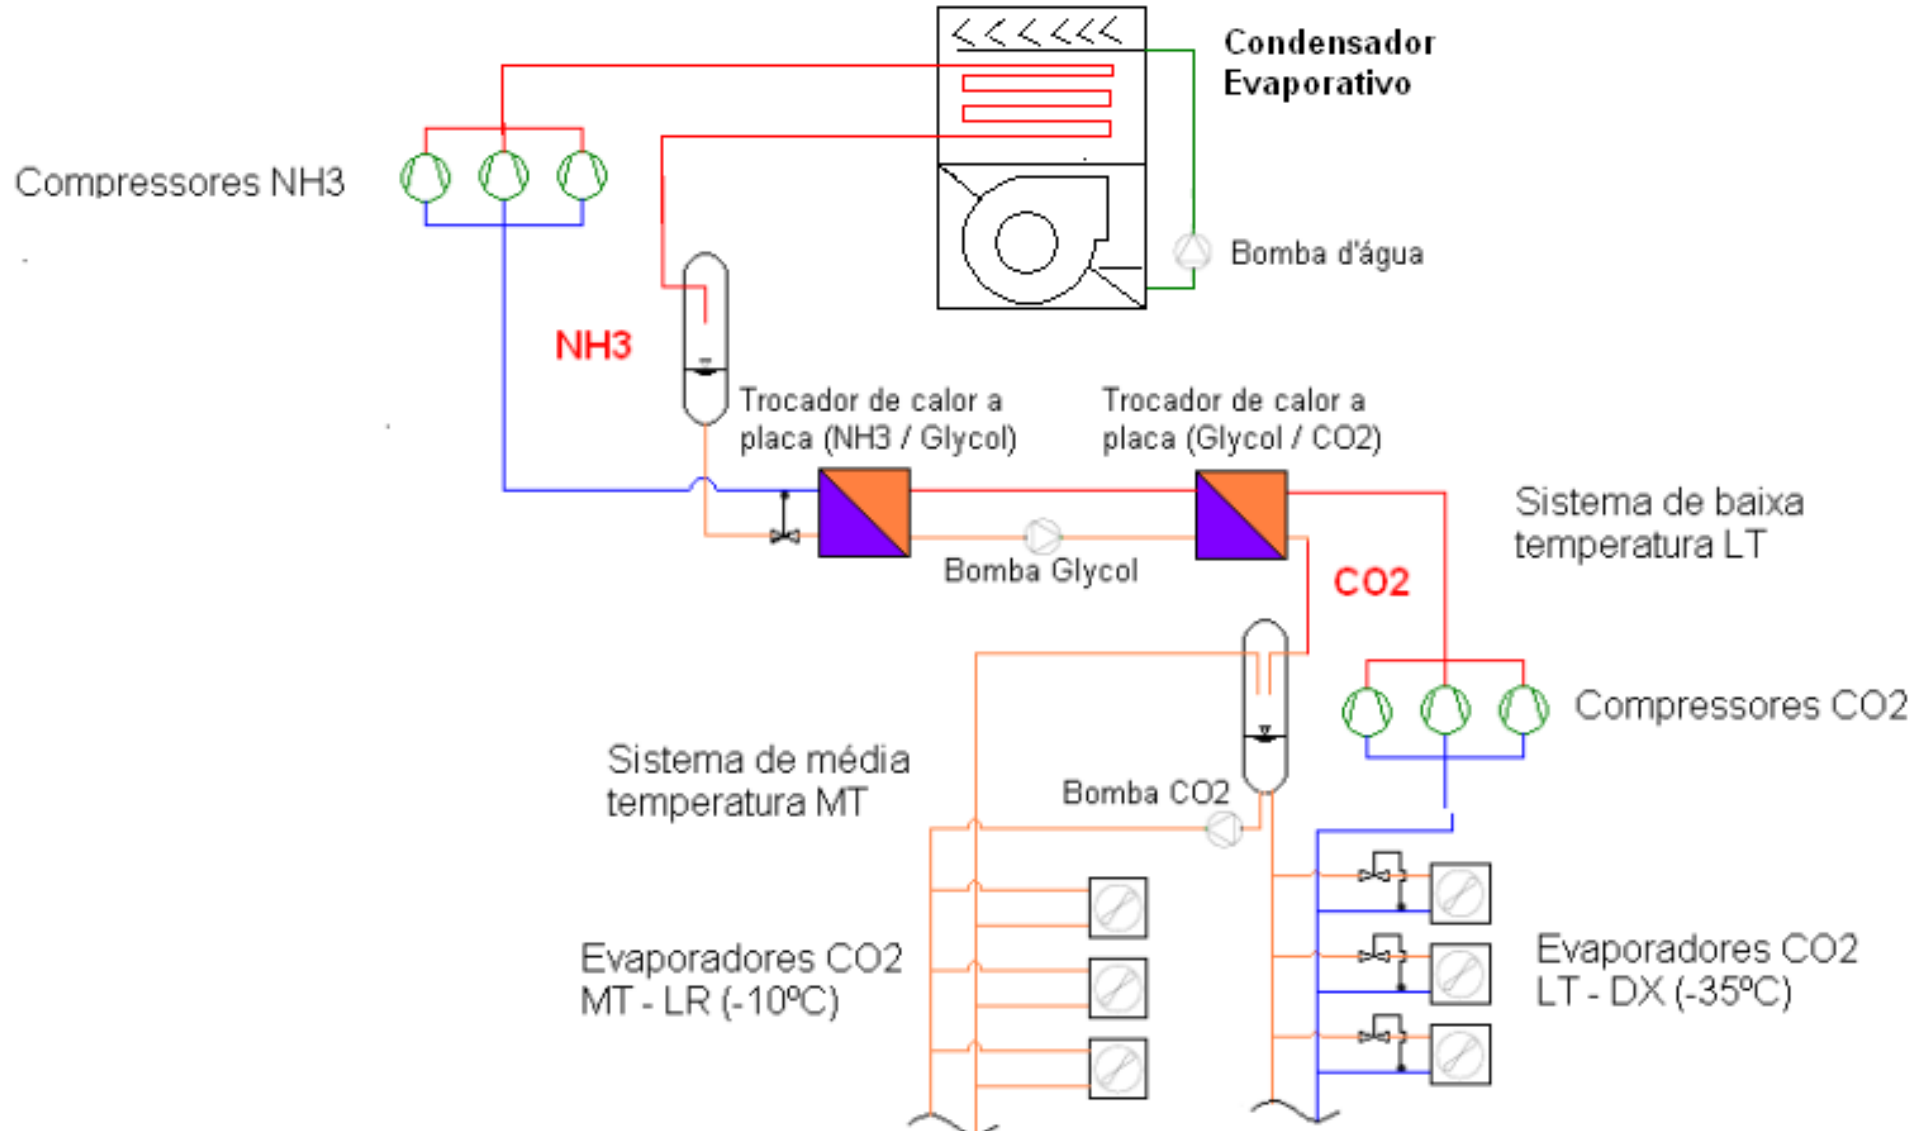 Condensador
Evaporativo
Compressores NH3
Bomba d'água
NH3
Trocador de calor a
placa (NH3 / Glycol)
Trocador de calor a
placa (Glycol / CO2)
Sistema de baixa
temperatura LT
Bomba Glycol
CO2
Compressores CO2
Sistema de média
temperatura MT
Bomba CO2
Evaporadores CO2
MT - LR (-10ºC)
Evaporadores CO2
LT - DX (-35ºC)